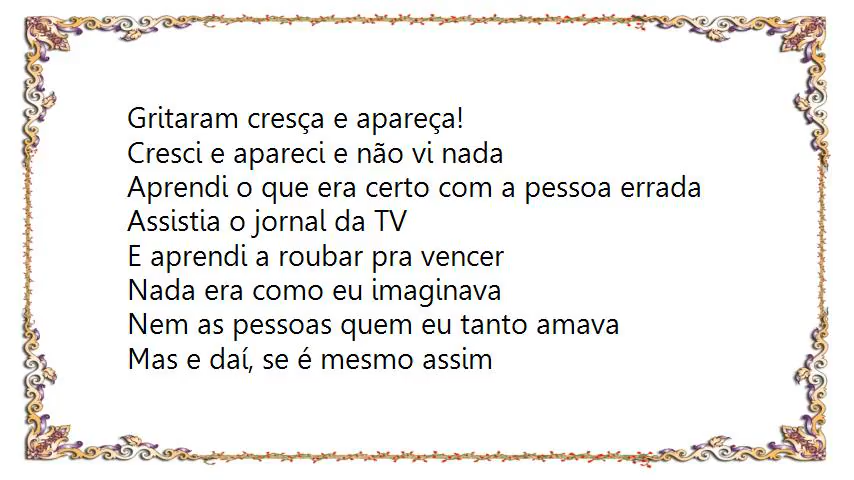 Gritaram cresça e apareça!
Cresci e apareci e não vi nada
Aprendi o que era certo com a pessoa errada
Assistia o jornal da TV
E aprendi a roubar pra vencer
Nada era como eu imaginava
Nem as pessoas quem eu tanto amava
Mas e daí, se é mesmo assim